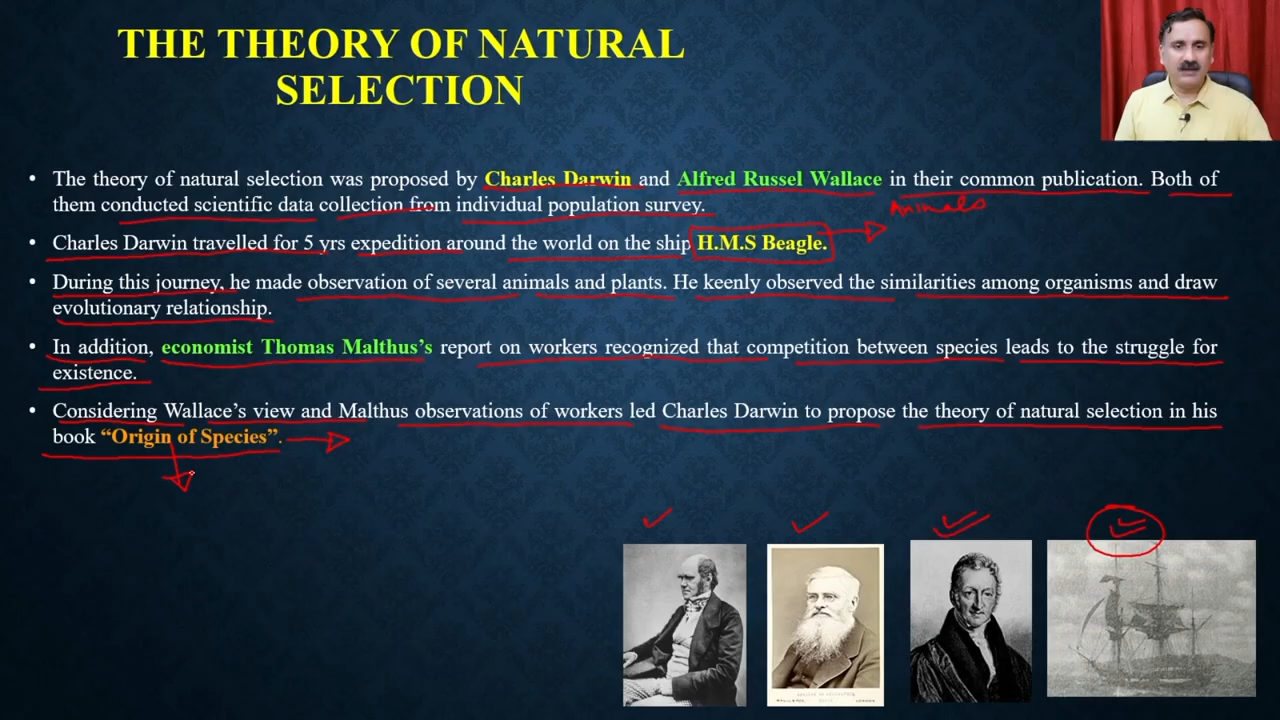 THE THEORY OF NATURAL
SELECTION
• The theory of natural selection was proposed by Charles Darwin and Alfred Russel Wallace in their common publication. Both of
them conducted scientific data collection from individual population survey.
Animals
• Charles Darwin travelled for 5 yrs expedition around the world on the ship H.M.S Beagle.
• During this journey, he made observation of several animals and plants. He keenly observed the similarities among organisms and draw
evolutionary relationship.
• In addition, economist Thomas Malthus's report on workers recognized that competition between species leads to the struggle for
existence.
• Considering Wallace's view and Malthus observations of workers led Charles Darwin to propose the theory of natural selection in his
book “Origin of Species”.